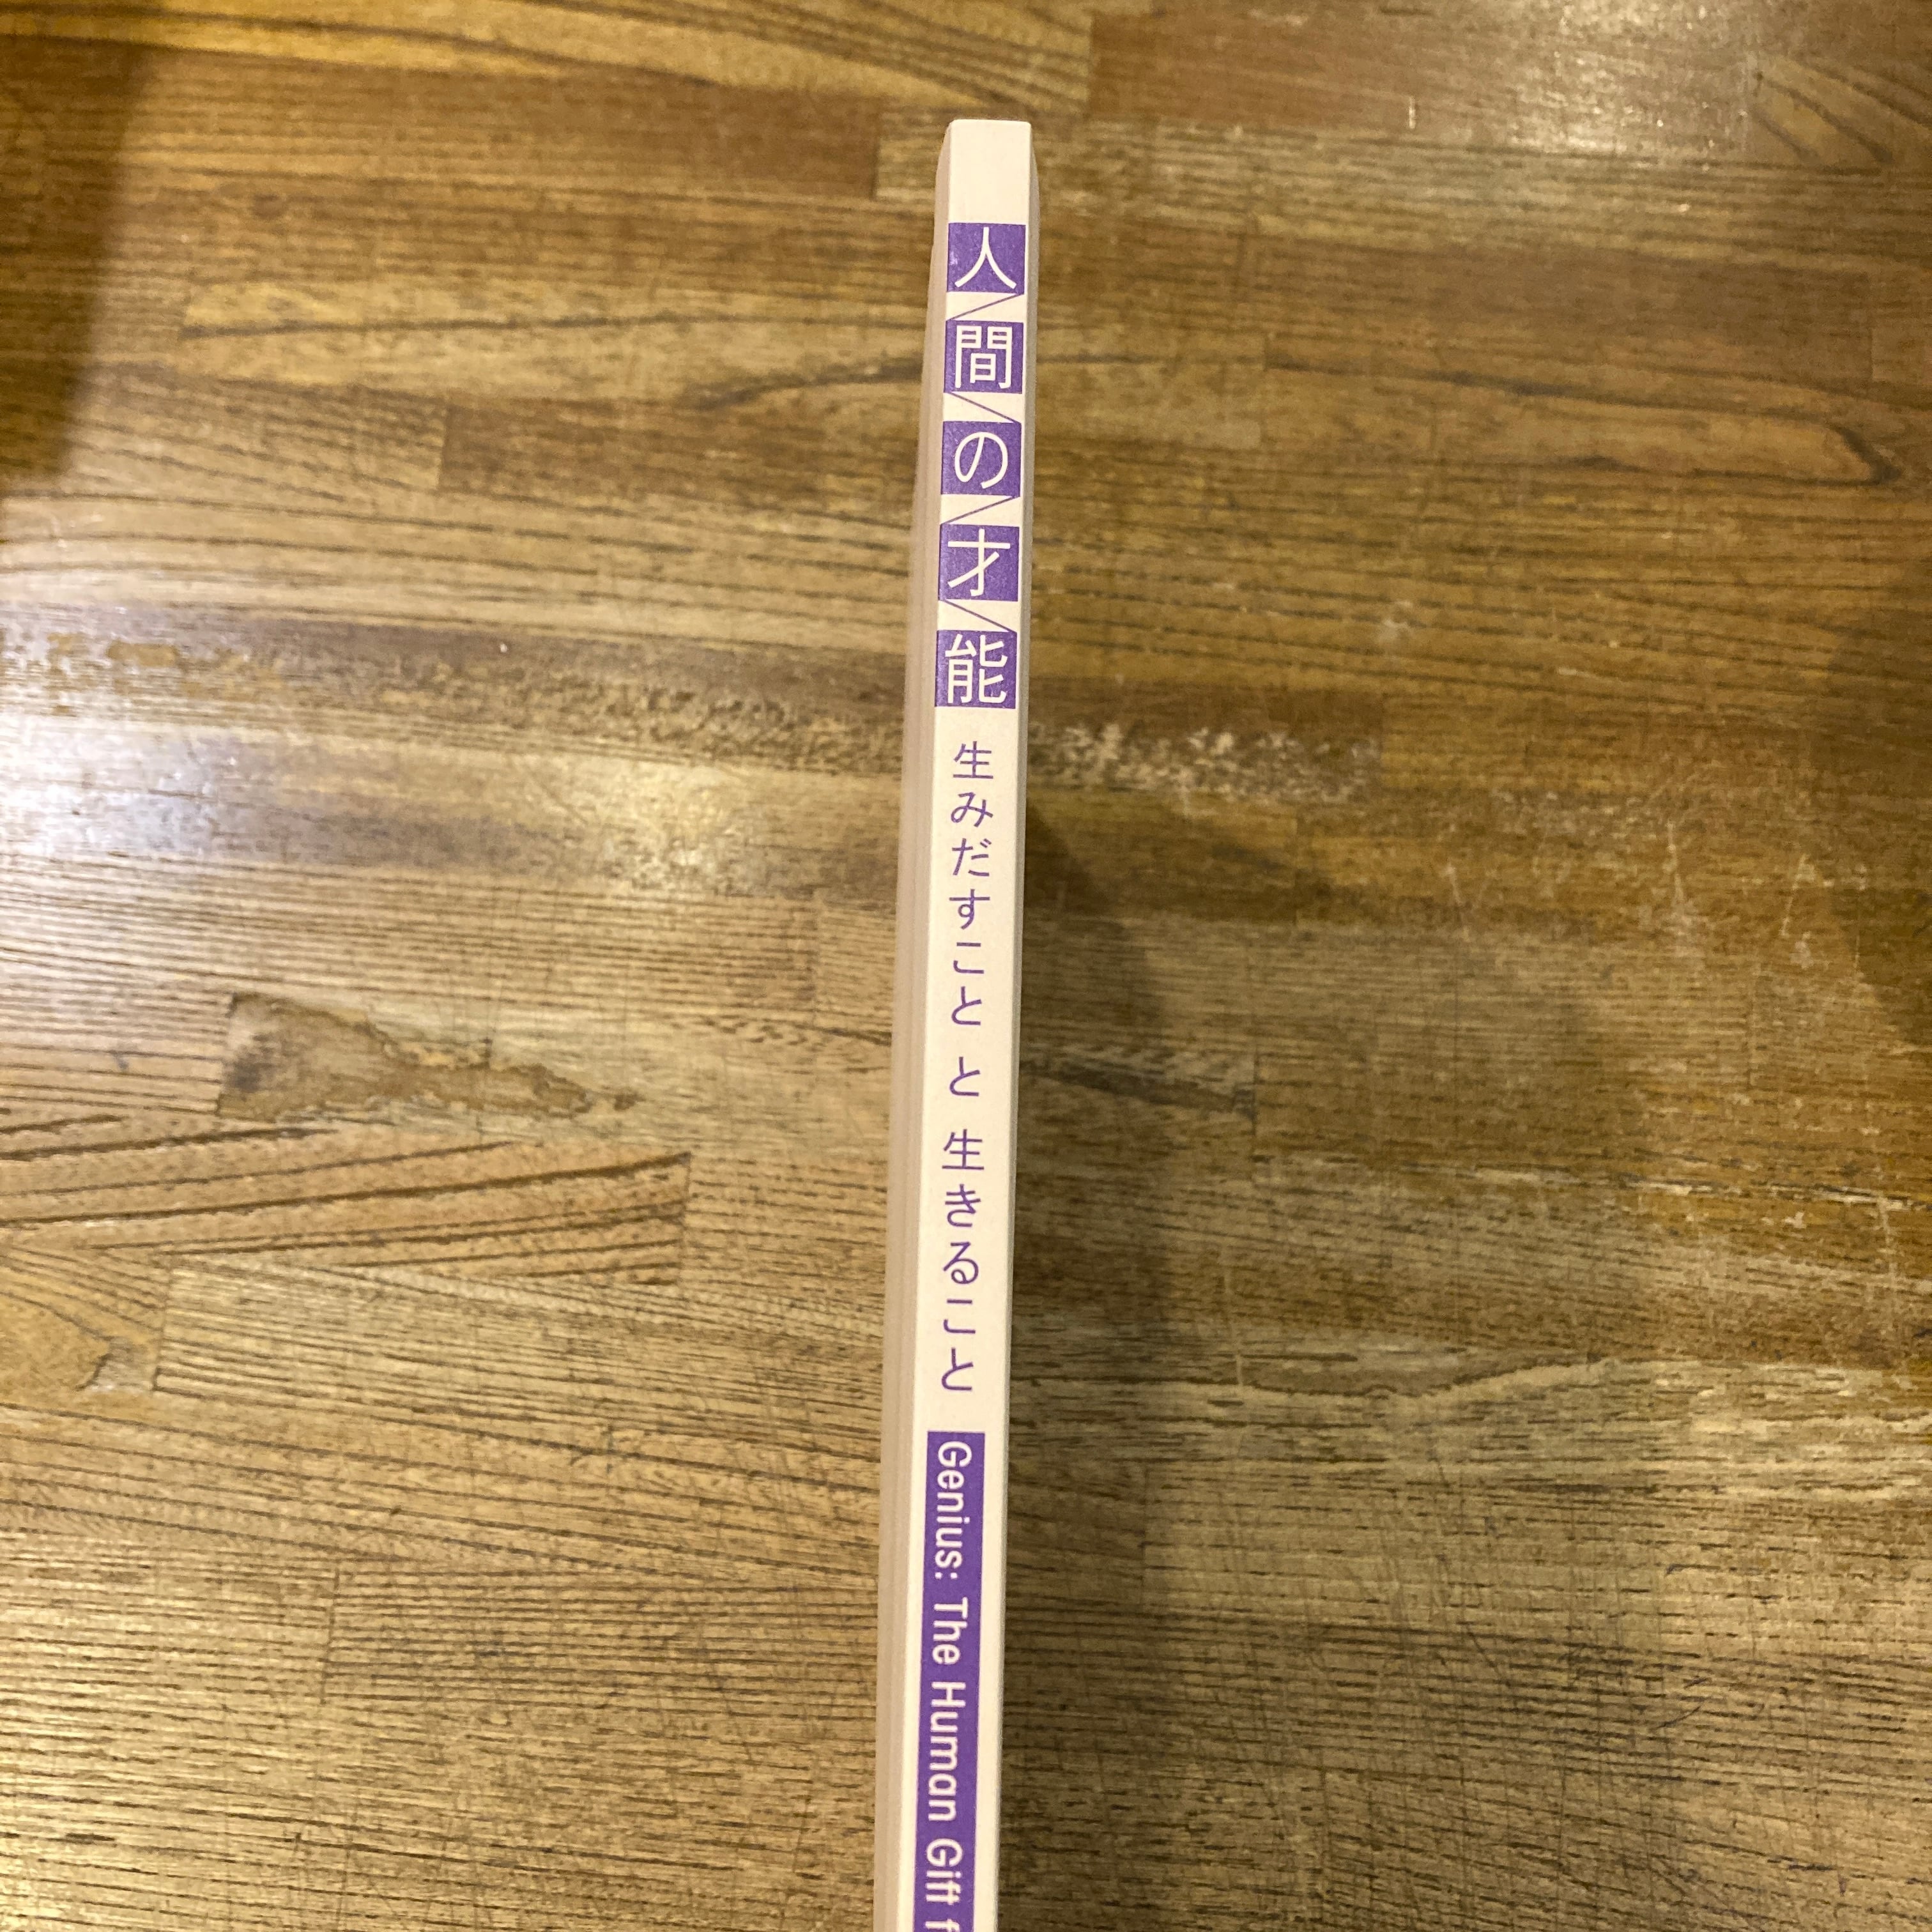 人間の才能
生みだすこと と 生きること
Genius: The Human Gift f